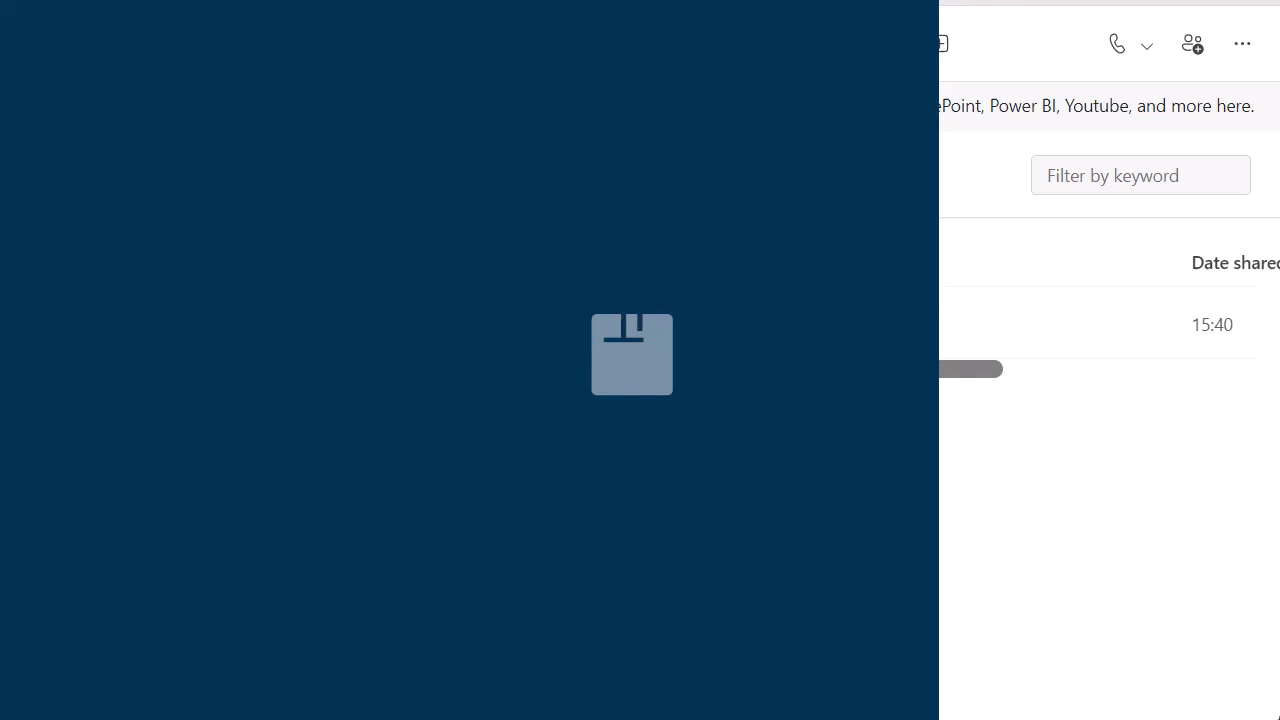 ePoint, Power BI, Youtube, and more here.
Filter by keyword
Date shared
15:40